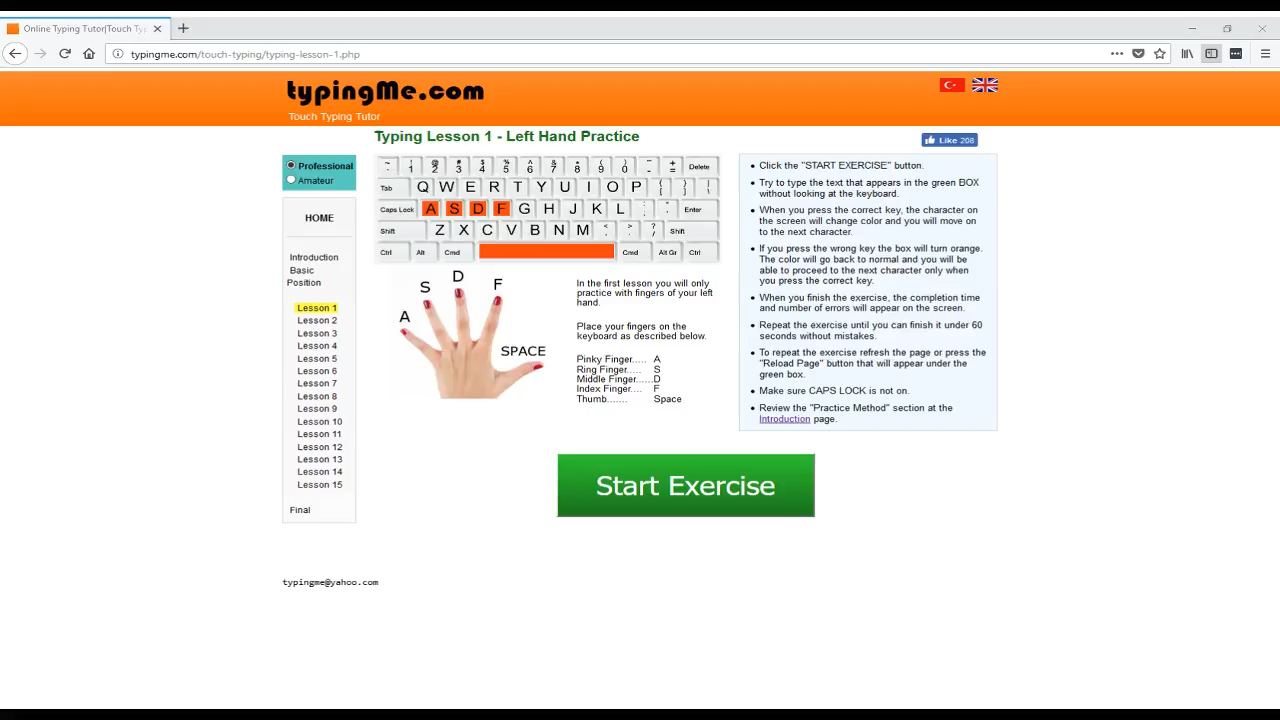 Online Typing Tutor|Touch Typ
typingme.com/touch-typing/typing-lesson-1.php
typingMe.com
Touch Typing Tutor
Typing Lesson 1 - Left Hand Practice
Like 208
Professional
Amateur
HOME
Introduction
Basic
Position
Lesson 1
Lesson 2
Lesson 3
Lesson 4
Lesson 5
Lesson 6
Lesson 7
Lesson 8
Lesson 9
Lesson 10
Lesson 11
Lesson 12
Lesson 13
Lesson 14
Lesson 15
Final
~ ! @ # $ % ^ & * ( ) _ +
1 2 3 4 5 6 7 8 9 0 Delete
Tab Q W E R T Y U I O P { } |
[ ] \
Caps Lock A S D F G H J K L : " Enter
Shift Z X C V B N M < > ? Shift
Ctrl Alt Cmd Cmd Alt Gr Ctrl
A
S
D
F
SPACE
In the first lesson you will only
practice with fingers of your left
hand.
Place your fingers on the
keyboard as described below.
Pinky Finger..... A
Ring Finger...... S
Middle Finger......D
Index Finger.... F
Thumb....... Space
• Click the "START EXERCISE" button.
• Try to type the text that appears in the green BOX
without looking at the keyboard.
• When you press the correct key, the character on
the screen will change color and you will move on
to the next character.
• If you press the wrong key the box will turn orange.
The color will go back to normal and you will be
able to proceed to the next character only when
you press the correct key.
• When you finish the exercise, the completion time
and number of errors will appear on the screen.
• Repeat the exercise until you can finish it under 60
seconds without mistakes.
• To repeat the exercise refresh the page or press the
"Reload Page" button that will appear under the
green box.
• Make sure CAPS LOCK is not on.
• Review the "Practice Method" section at the
Introduction page.
Start Exercise
typingme@yahoo.com